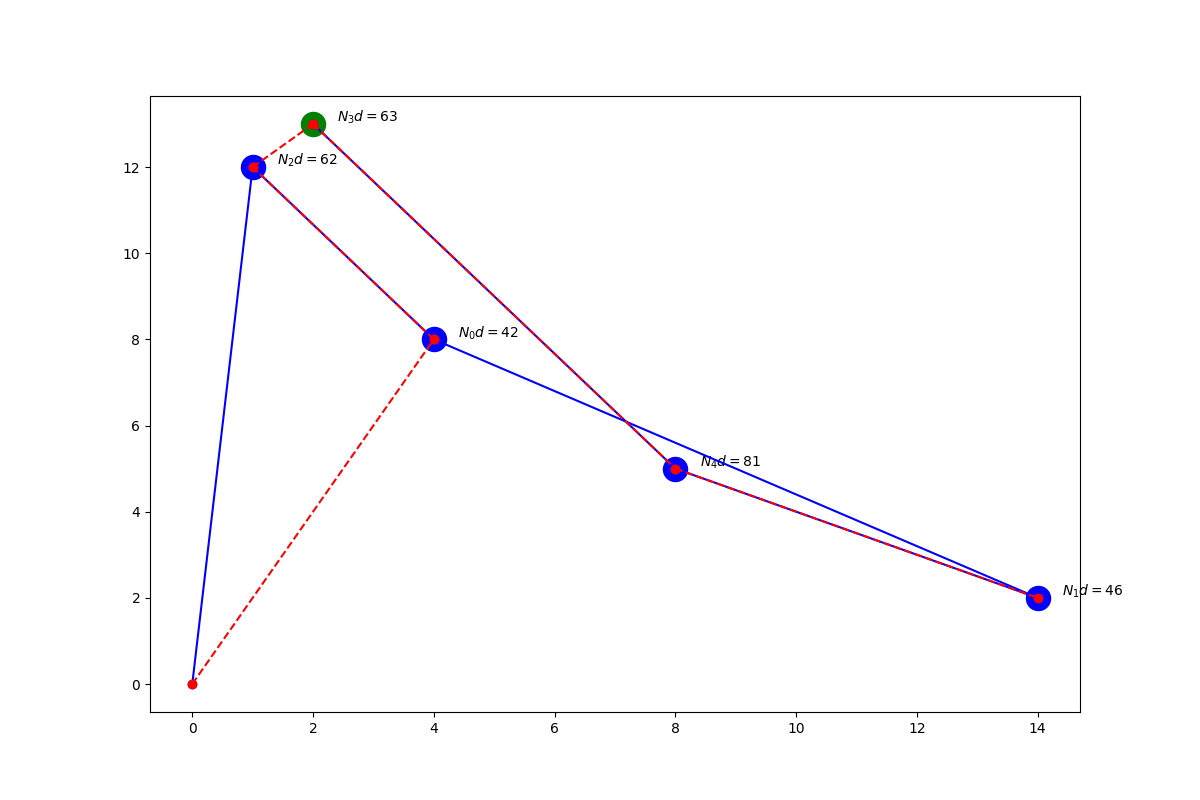 N₃d = 63
N₂d = 62
12
10
N₀d = 42
8
6
N₄d = 81
4
N₁d = 46
2
0
0 2 4 6 8 10 12 14